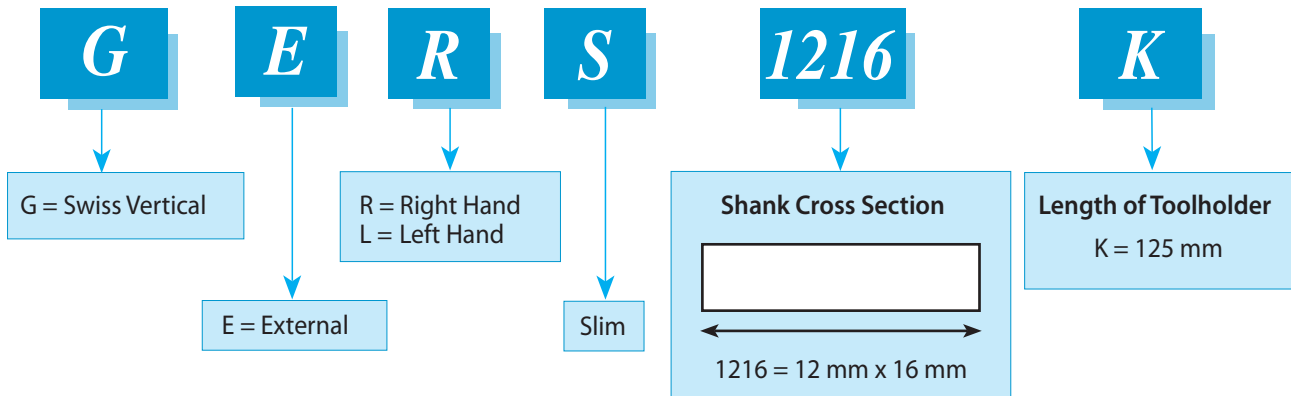 G E R S 1216 K
G = Swiss Vertical
E = External
R = Right Hand
L = Left Hand
Slim
Shank Cross Section
1216 = 12 mm x 16 mm
Length of Toolholder
K = 125 mm